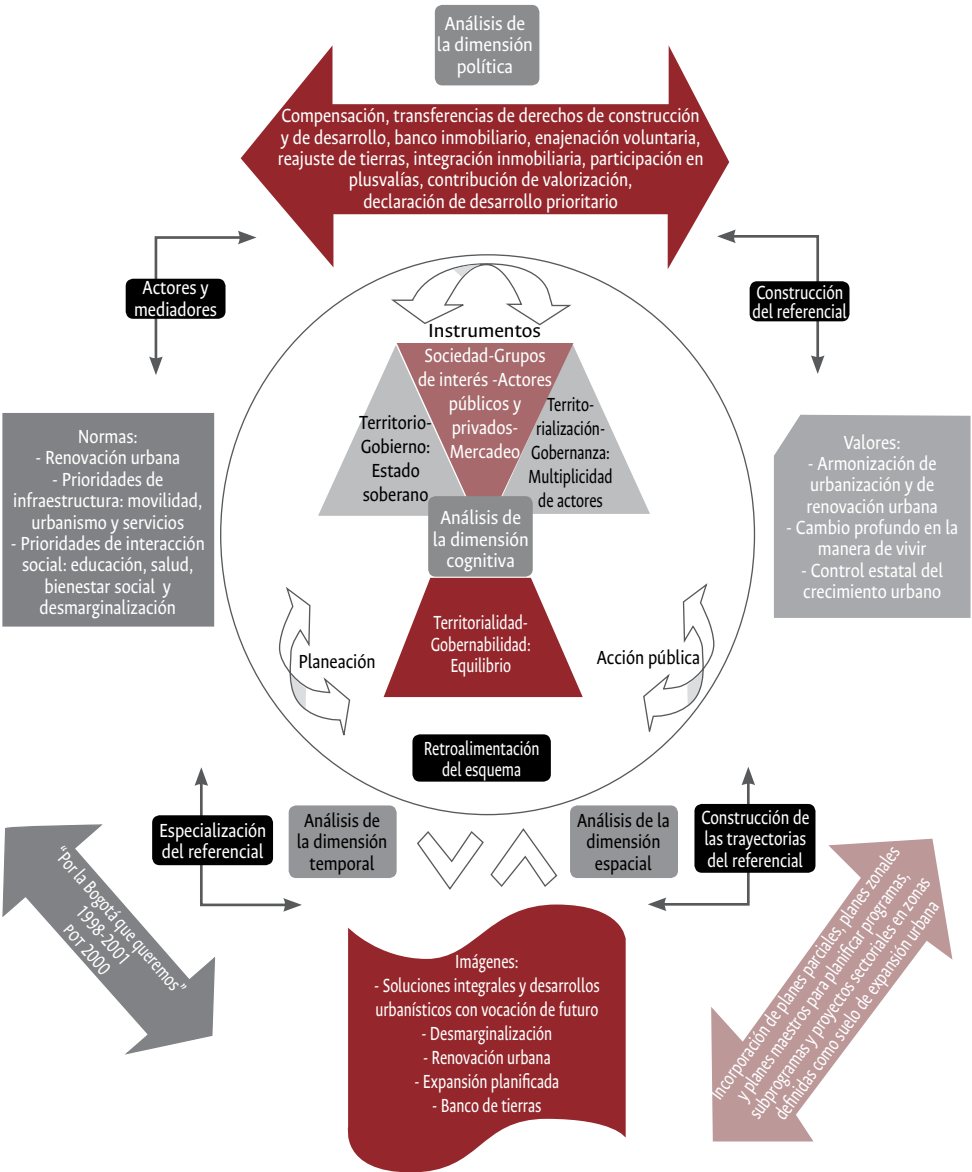 Análisis de
la dimensión
política
Compensación, transferencias de derechos de construcción
y de desarrollo, banco inmobiliario, enajenación voluntaria,
reajuste de tierras, integración inmobiliaria, participación en
plusvalías, contribución de valorización,
declaración de desarrollo prioritario
Actores y
mediadores
Construcción
del referencial
Instrumentos
Sociedad-Grupos
de interés -Actores
públicos y
privados-
Mercadeo
Territorio-
Gobierno:
Estado
soberano
Territo-
rialización-
Gobernanza:
Multiplicidad
de actores
Normas:
- Renovación urbana
- Prioridades de
infraestructura: movilidad,
urbanismo y servicios
- Prioridades de interacción
social: educación, salud,
bienestar social y
desmarginalización
Valores:
- Armonización de
urbanización y de
renovación urbana
- Cambio profundo en la
manera de vivir
- Control estatal del
crecimiento urbano
Análisis de
la dimensión
cognitiva
Territorialidad-
Gobernabilidad:
Equilibrio
Planeación
Acción pública
Retroalimentación
del esquema
Especialización
del referencial
Análisis de
la dimensión
temporal
Análisis de la
dimensión
espacial
Construcción de
las trayectorias
del referencial
"Por la Bogotá que queremos"
1998-2001
POT 2000
Imágenes:
- Soluciones integrales y desarrollos
urbanísticos con vocación de futuro
- Desmarginalización
- Renovación urbana
- Expansión planificada
- Banco de tierras
Incorporación de planes parciales, planes zonales
y planes maestros para planificar programas,
subprogramas y proyectos sectoriales en zonas
definidas como suelo de expansión urbana